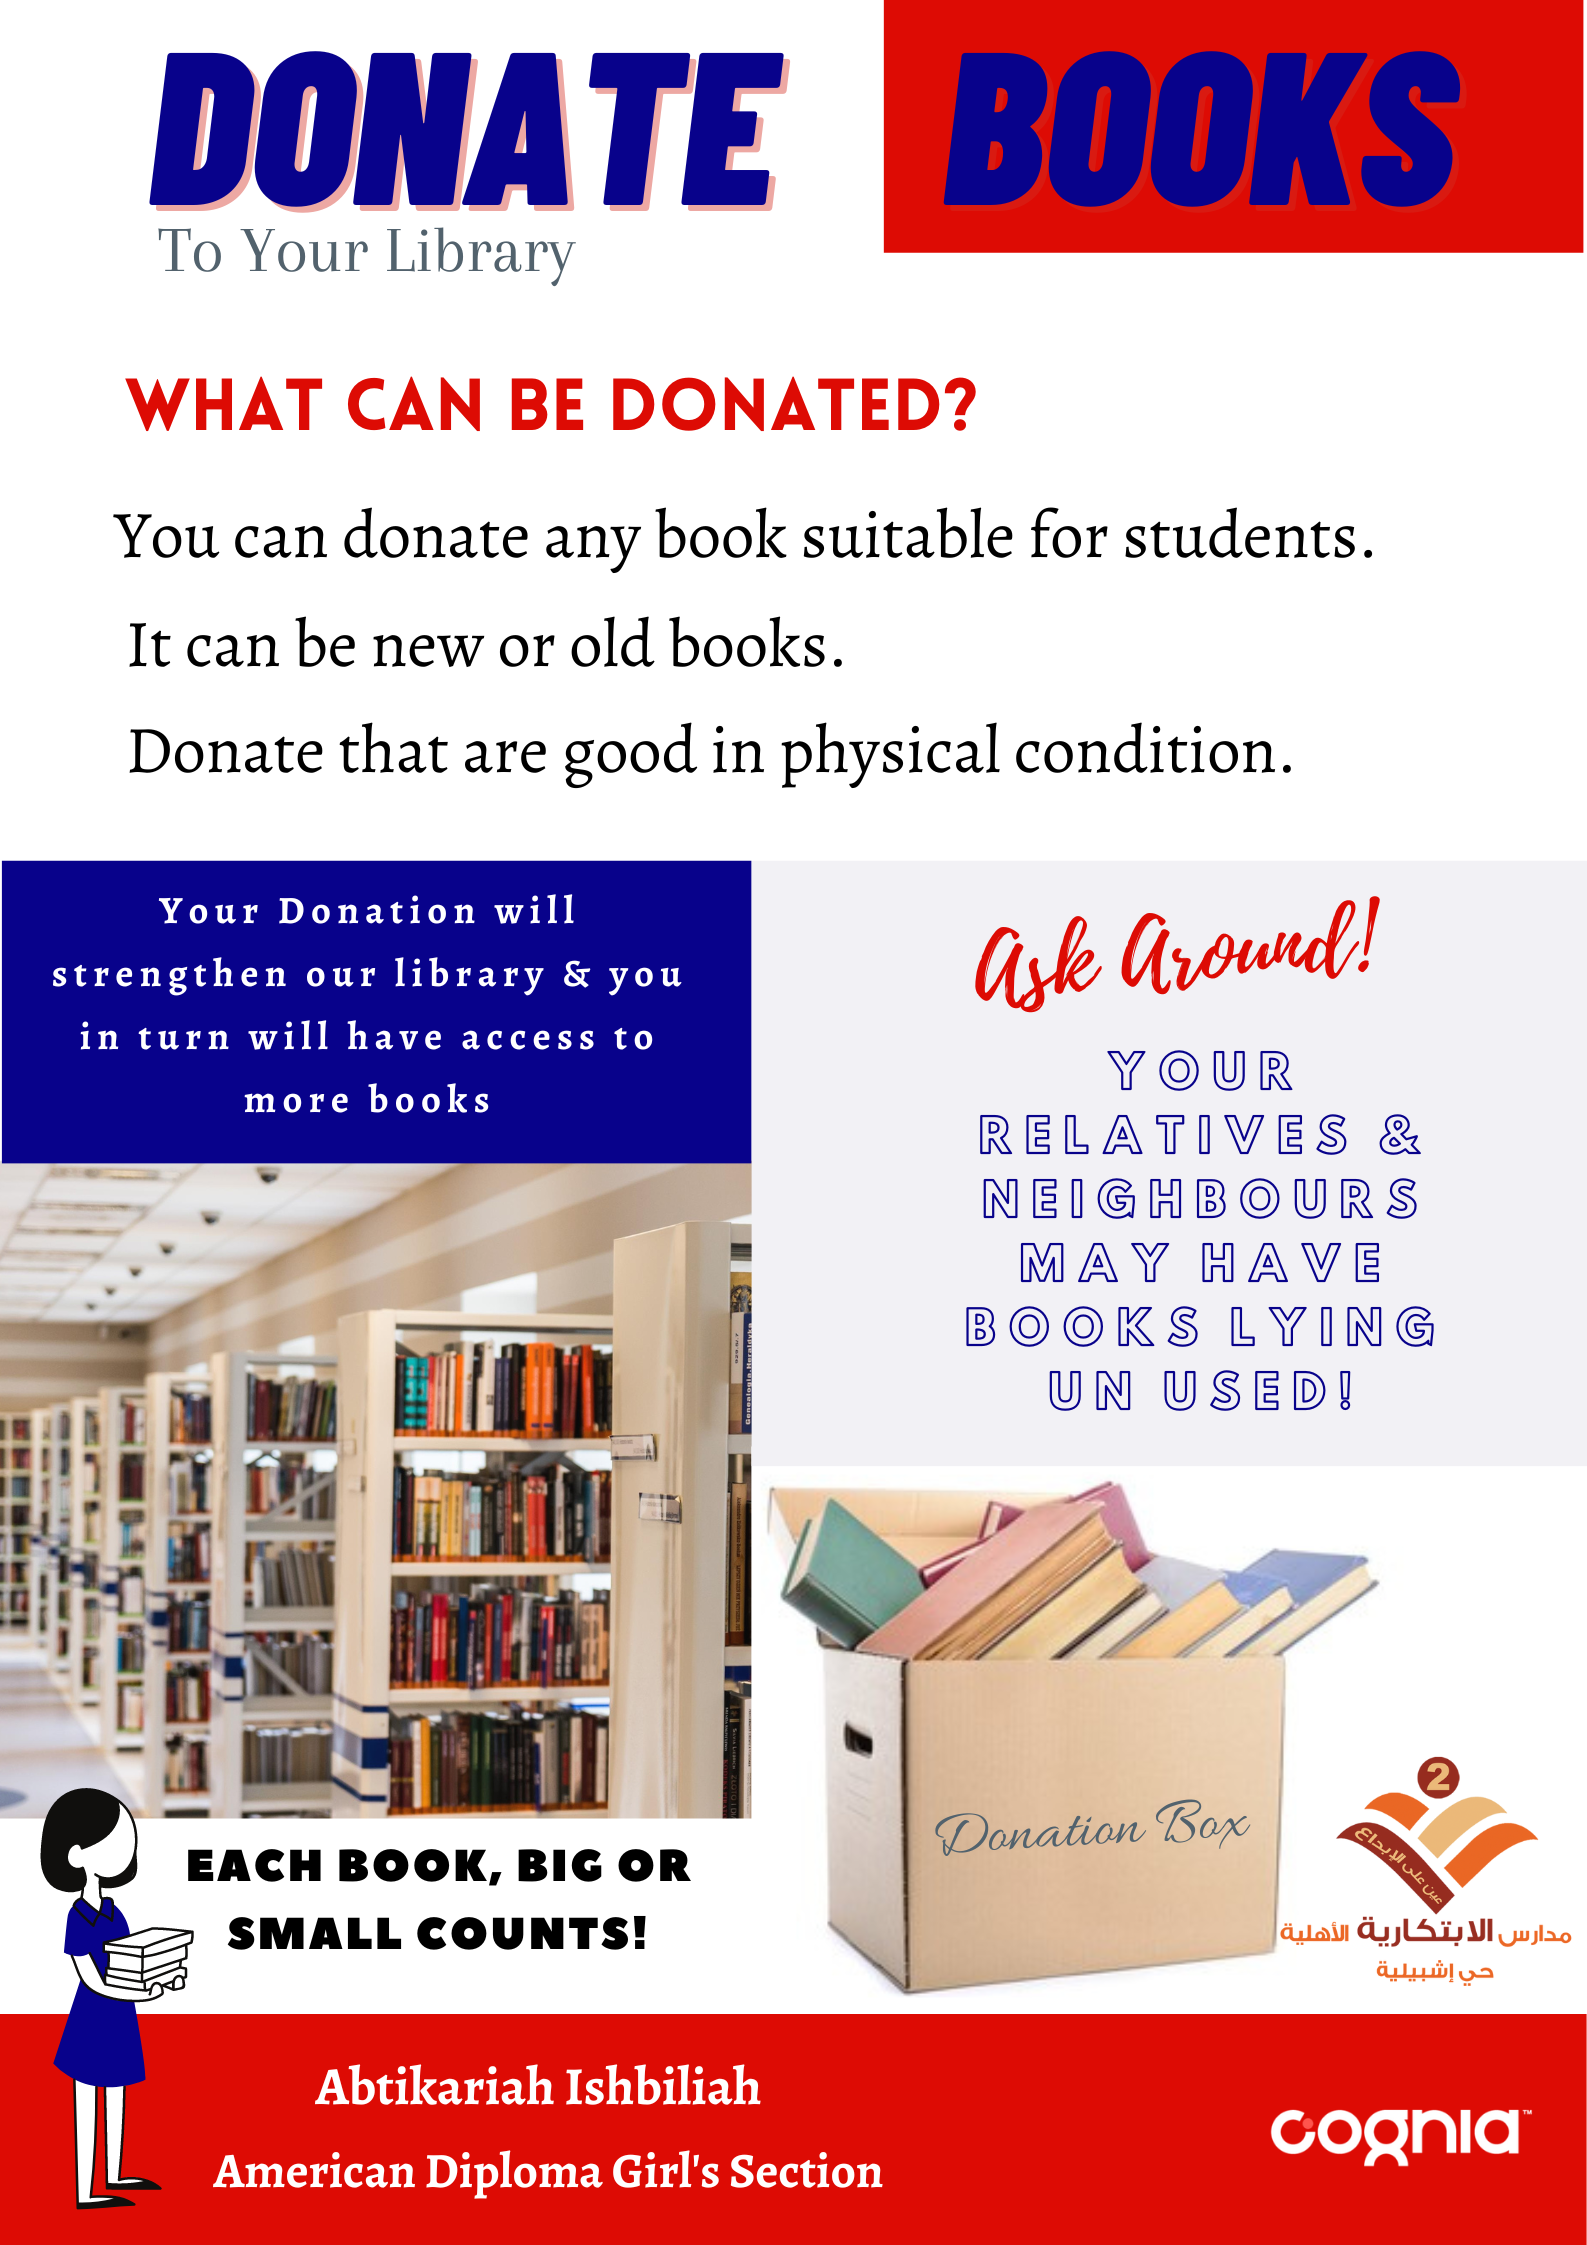 DONATE BOOKS
To Your Library
WHAT CAN BE DONATED?
You can donate any book suitable for students.
It can be new or old books.
Donate that are good in physical condition.
Your Donation will
strengthen our library & you
in turn will have access to
more books
Ask Around!
YOUR
RELATIVES &
NEIGHBOURS
MAY HAVE
BOOKS LYING
UN USED!
Donation Box
2
عين على الإبداع
مدارس الابتكارية الأهلية
حي إشبيلية
EACH BOOK, BIG OR
SMALL COUNTS!
Abtikariah Ishbiliah
American Diploma Girl's Section
cognia™